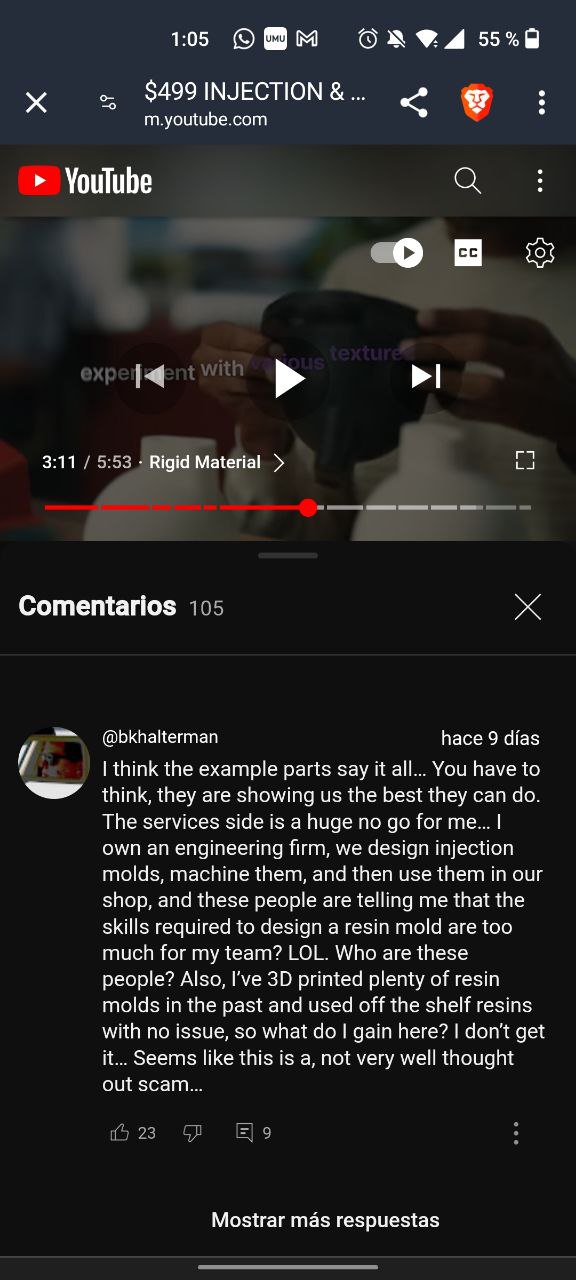 1:05 UMU 55 %
$499 INJECTION & ...
m.youtube.com
YouTube
CC
experiment with various textures
3:11 / 5:53 · Rigid Material
Comentarios 105
@bkhalterman hace 9 días
I think the example parts say it all... You have to
think, they are showing us the best they can do.
The services side is a huge no go for me... I
own an engineering firm, we design injection
molds, machine them, and then use them in our
shop, and these people are telling me that the
skills required to design a resin mold are too
much for my team? LOL. Who are these
people? Also, I’ve 3D printed plenty of resin
molds in the past and used off the shelf resins
with no issue, so what do I gain here? I don’t get
it... Seems like this is a, not very well thought
out scam...
23 9
Mostrar más respuestas